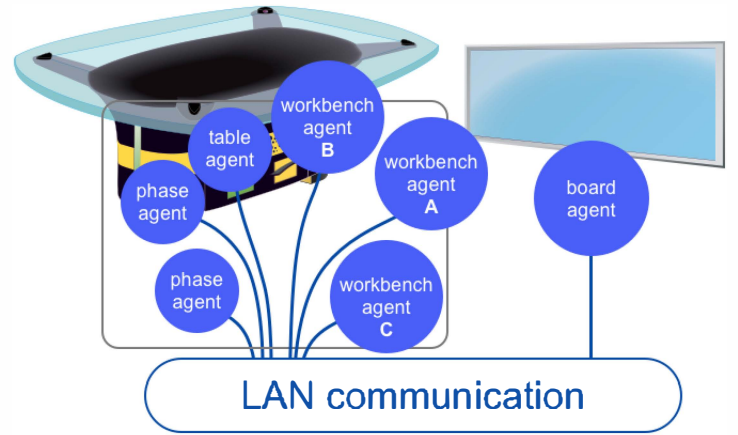 workbench
agent
B
table
agent
workbench
agent
A
phase
agent
board
agent
phase
agent
workbench
agent
C
LAN communication